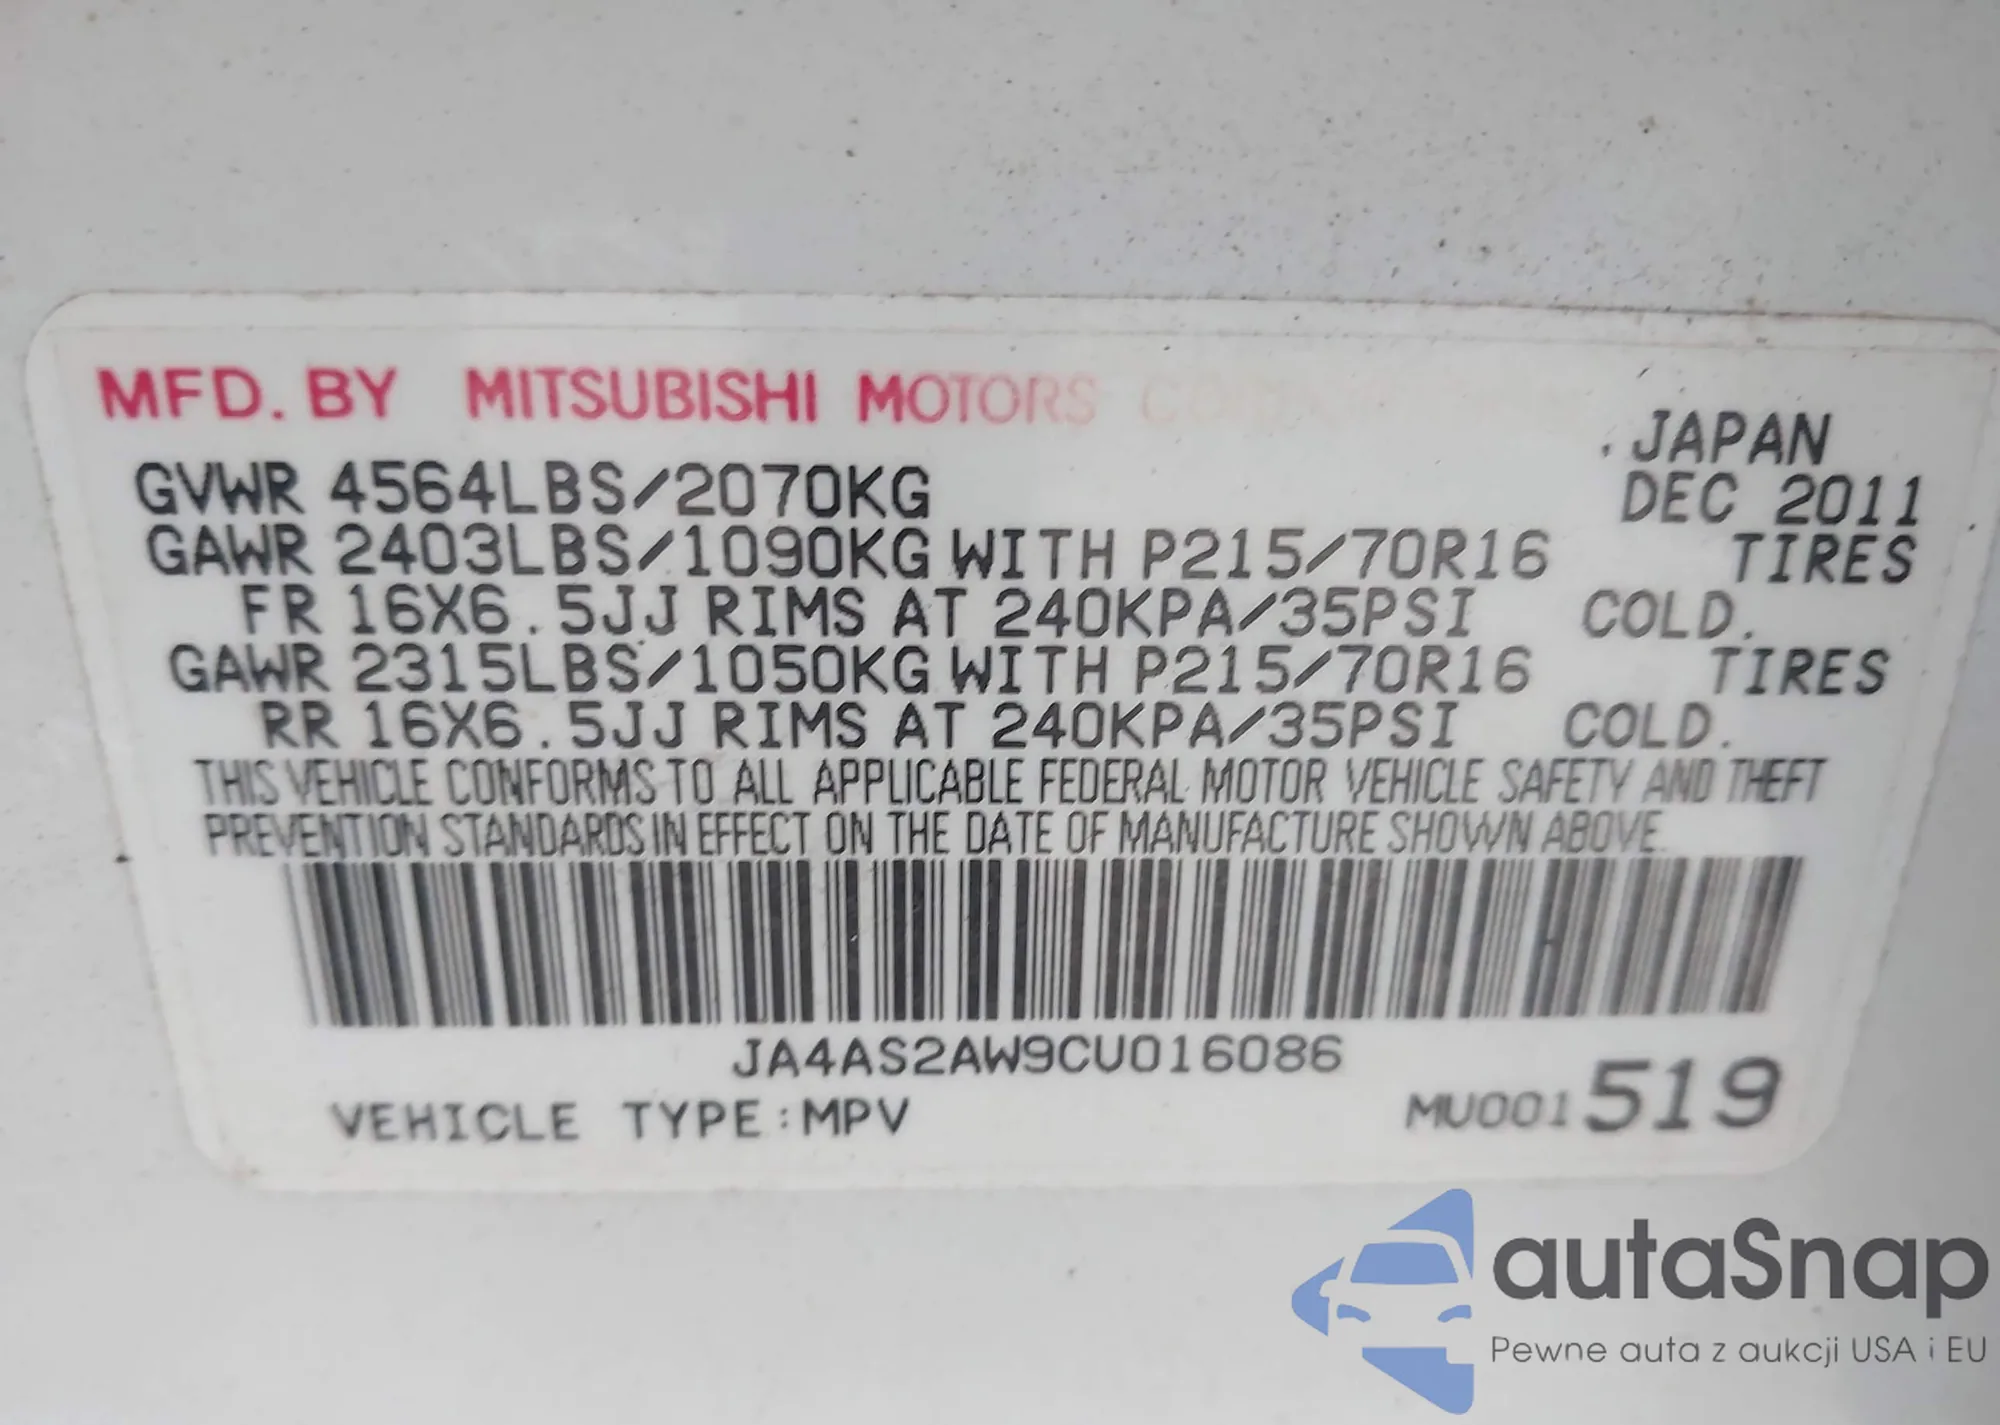 MFD. BY MITSUBISHI MOTORS
JAPAN
GVWR 4564LBS/2070KG DEC 2011
GAWR 2403LBS/1090KG WITH P215/70R16 TIRES
FR 16X6.5JJ RIMS AT 240KPA/35PSI COLD.
GAWR 2315LBS/1050KG WITH P215/70R16 TIRES
RR 16X6.5JJ RIMS AT 240KPA/35PSI COLD.
THIS VEHICLE CONFORMS TO ALL APPLICABLE FEDERAL MOTOR VEHICLE SAFETY AND THEFT
PREVENTION STANDARDS IN EFFECT ON THE DATE OF MANUFACTURE SHOWN ABOVE.
JA4AS2AW9CU016086
VEHICLE TYPE:MPV MU001519
autaSnap
Pewne auta z aukcji USA i EU